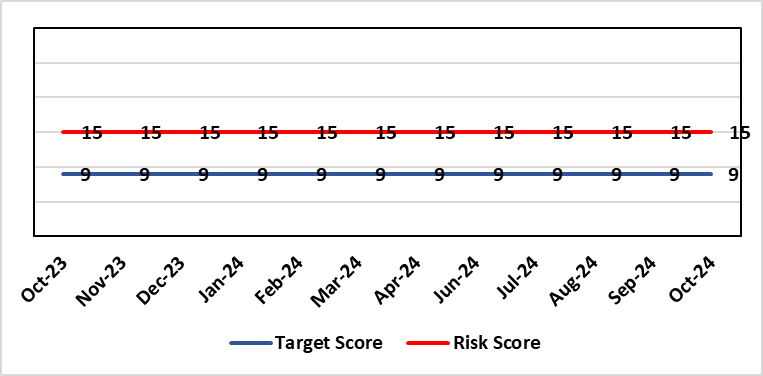 15 15 15 15 15 15 15 15 15 15 15 15
9 9 9 9 9 9 9 9 9 9 9 9
Oct-23 Nov-23 Dec-23 Jan-24 Feb-24 Mar-24 Apr-24 Jun-24 Jul-24 Aug-24 Sep-24 Oct-24
Target Score Risk Score